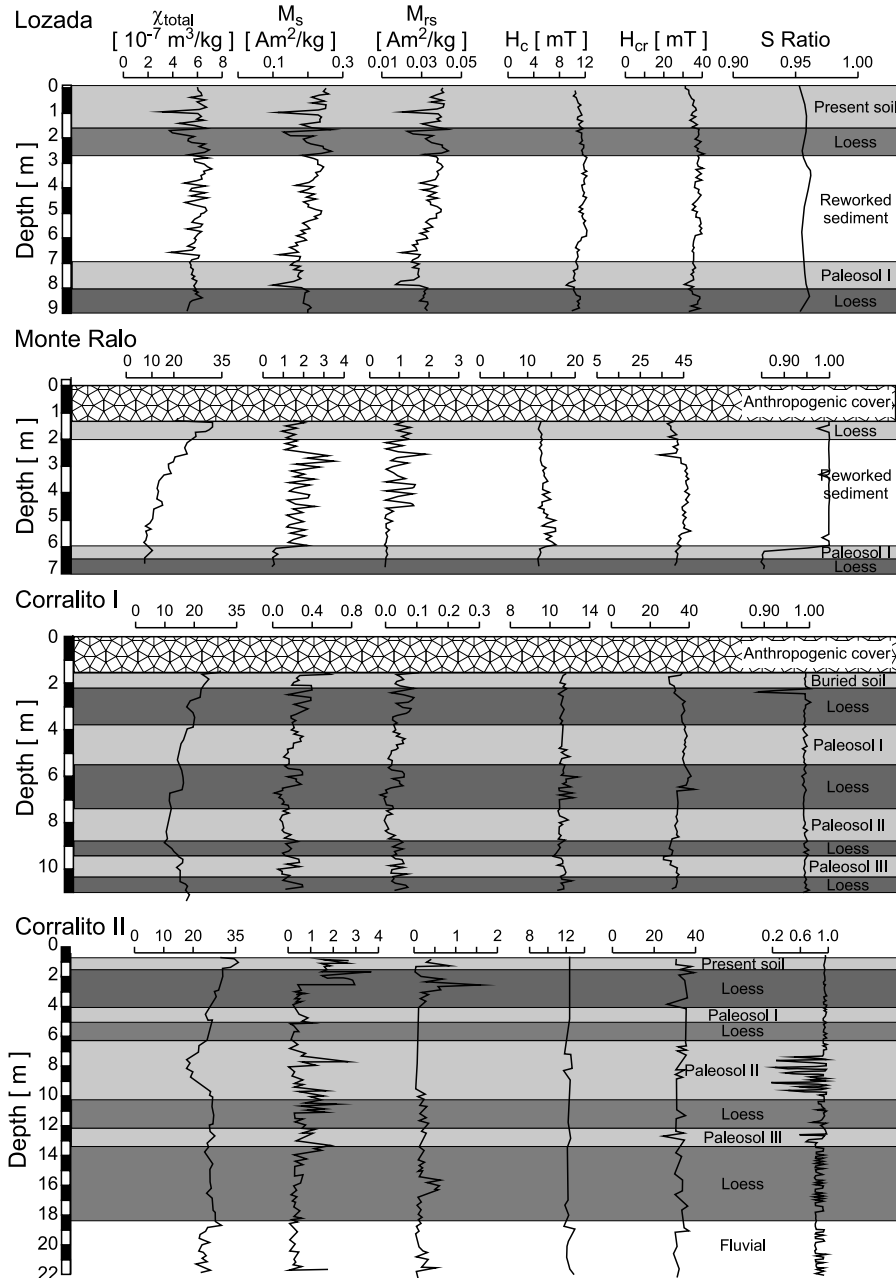 Lozada
χtotal
Ms
Mrs
[ 10-7 m3/kg ]
[ Am2/kg ]
[ Am2/kg ]
Hc [ mT ]
Hcr [ mT ]
S Ratio
0 2 4 6 8
0.1 0.3
0.01 0.03 0.05
0 4 8 12
0 20 40
0.90 0.95 1.00
Depth [ m ]
0
1
2
3
4
5
6
7
8
9
Present soil
Loess
Reworked
sediment
Paleosol I
Loess
Monte Ralo
0 10 20 35
0 1 2 3 4
0 1 2 3
0 10 20
5 25 45
0.90 1.00
Depth [ m ]
0
1
2
3
4
5
6
7
Anthropogenic cover
Loess
Reworked
sediment
Paleosol I
Loess
Corralito I
0 10 20 35
0.0 0.4 0.8
0.0 0.1 0.2 0.3
8 10 12 14
0 20 40
0.90 1.00
Depth [ m ]
0
2
4
6
8
10
Anthropogenic cover
Buried soil
Loess
Paleosol I
Loess
Paleosol II
Loess
Paleosol III
Loess
Corralito II
0 10 20 35
0 1 2 3 4
0 1 2
8 12 16
0 20 40 60
0.2 0.6 1.0
Depth [ m ]
0
2
4
6
8
10
12
14
16
18
20
22
Present soil
Loess
Paleosol I
Loess
Paleosol II
Loess
Paleosol III
Loess
Fluvial